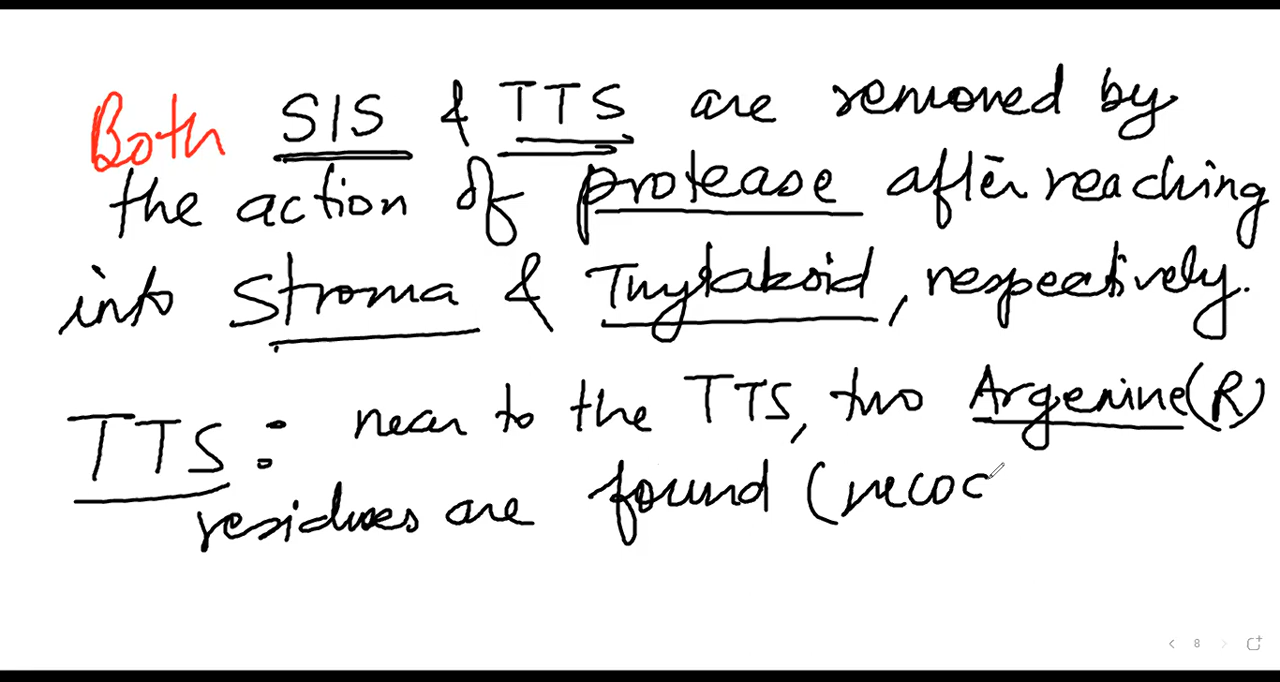 Both SIS & TTS are removed by
the action of protease after reaching
into Stroma & Thylakoid, respectively.
TTS: near to the TTS, two Argenine (R)
residues are found (recoc
8